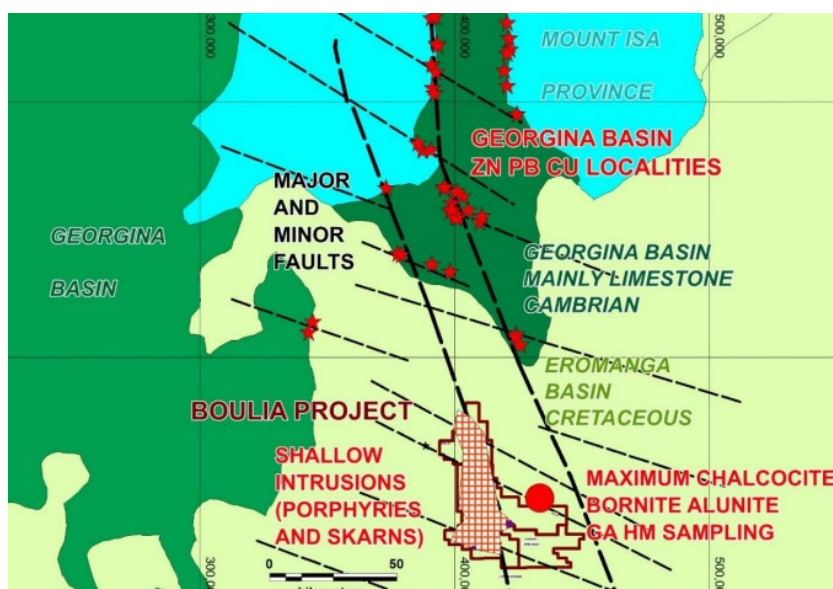 300,000
400,000
500,000
MOUNT ISA
PROVINCE
GEORGINA BASIN
ZN PB CU LOCALITIES
MAJOR
AND
MINOR
FAULTS
GEORGINA
BASIN
GEORGINA BASIN
MAINLY LIMESTONE
CAMBRIAN
EROMANGA
BASIN
CRETACEOUS
BOULIA PROJECT
SHALLOW
INTRUSIONS
(PORPHYRIES
AND SKARNS)
MAXIMUM CHALCOCITE
BORNITE ALUNITE
GA HM SAMPLING
0
50
300,000
400,000
500,000